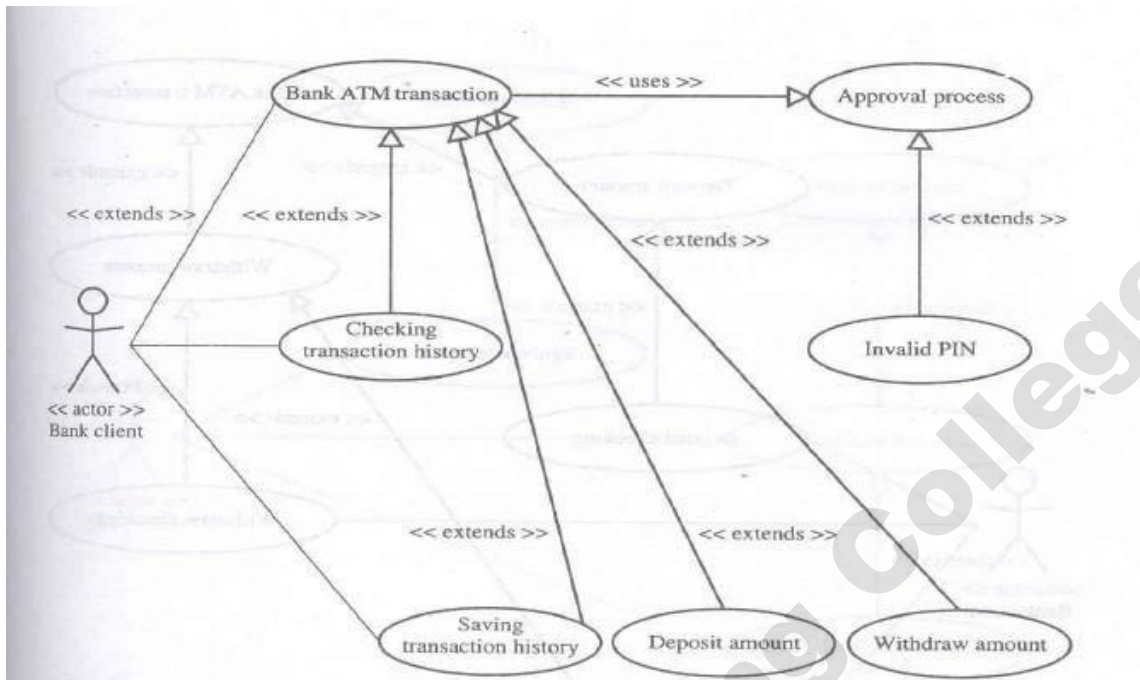 << uses >>
Bank ATM transaction
Approval process
<< extends >>
<< extends >>
<< extends >>
<< extends >>
Checking
transaction history
Invalid PIN
<< actor >>
Bank client
<< extends >>
<< extends >>
Saving
transaction history
Deposit amount
Withdraw amount